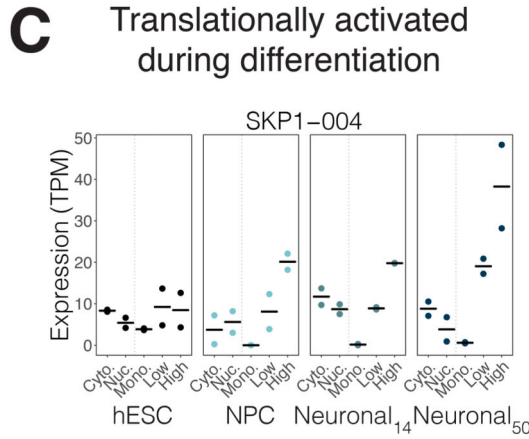 C
Translationally activated
during differentiation
SKP1–004
Expression (TPM)
50
40
30
20
10
0
Cyto. Nuc. Mono. Low High
Cyto. Nuc. Mono. Low High
Cyto. Nuc. Mono. Low High
Cyto. Nuc. Mono. Low High
hESC NPC Neuronal14 Neuronal50